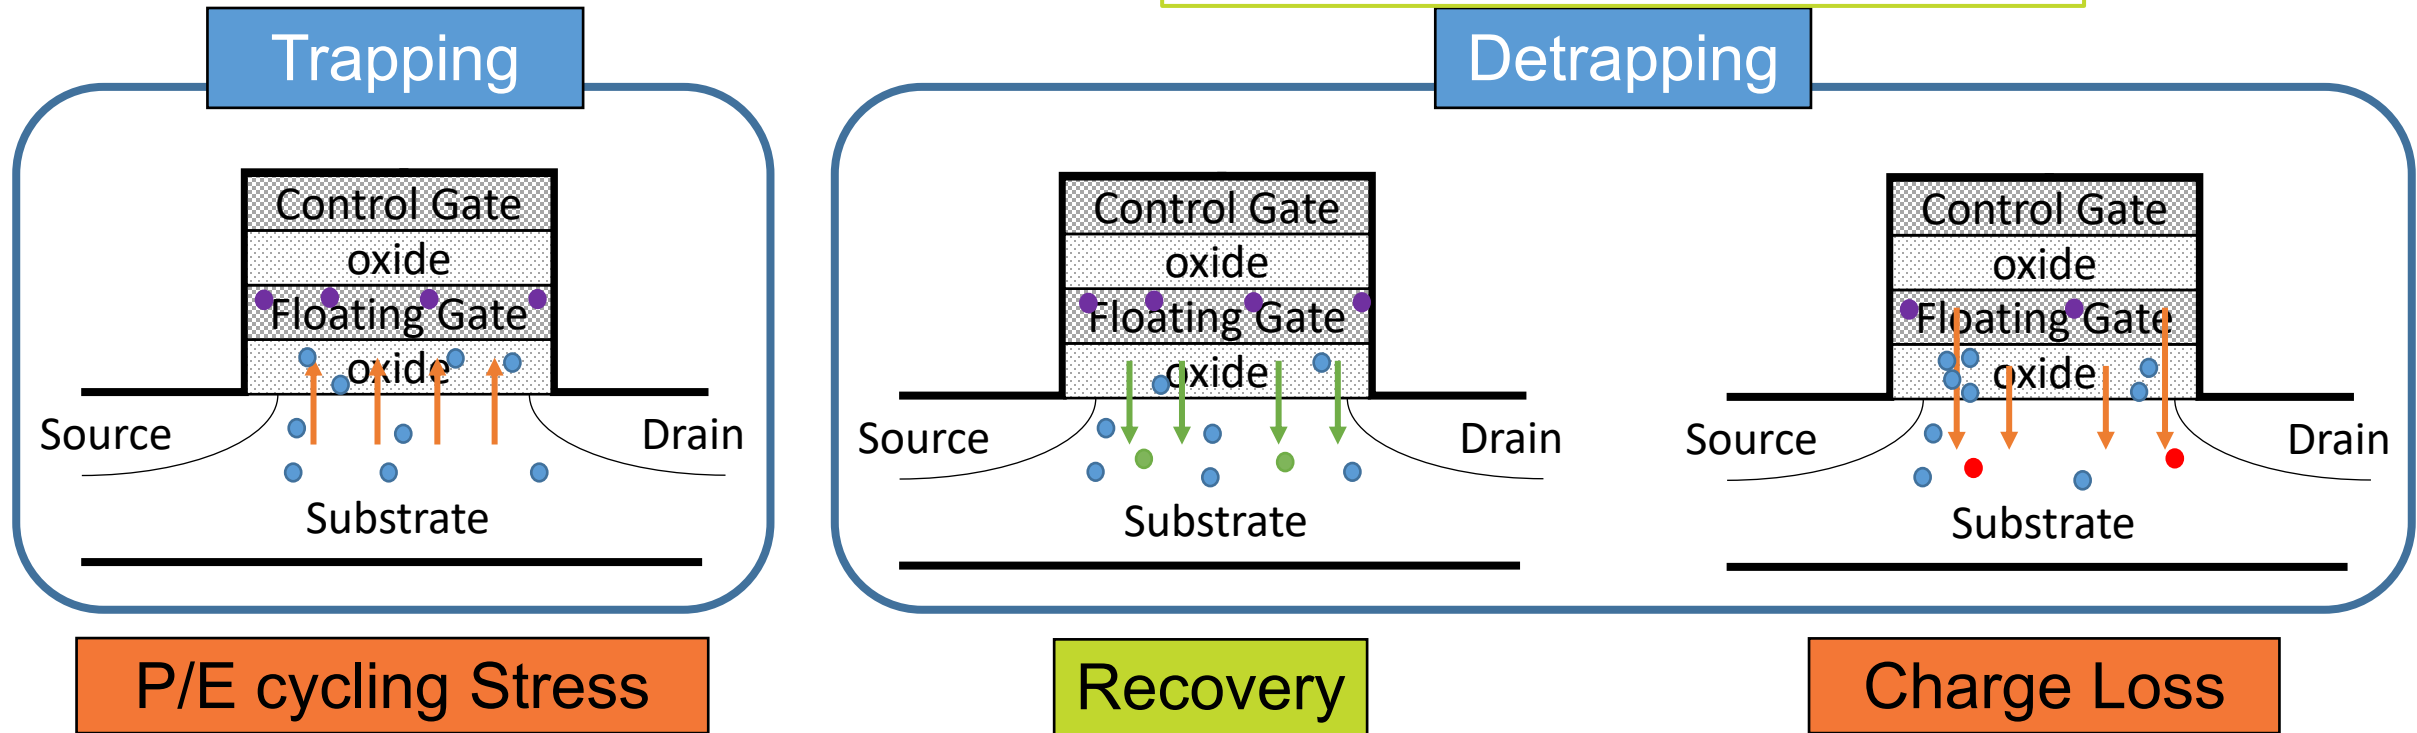 Trapping
Detrapping
Control Gate
oxide
Floating Gate
oxide
Source
Drain
Substrate
Control Gate
oxide
Floating Gate
oxide
Source
Drain
Substrate
Control Gate
oxide
Floating Gate
oxide
Source
Drain
Substrate
P/E cycling Stress
Recovery
Charge Loss